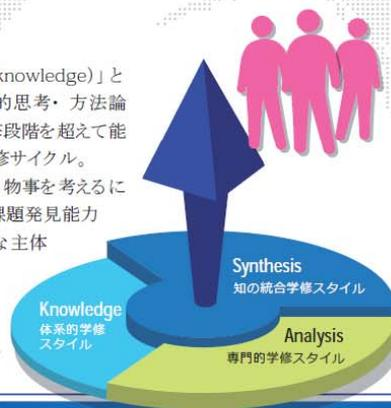 knowledge)」と
的思考・方法論
段階を超えて能
修サイクル。
物事を考えるに
課題発見能力
な主体
Synthesis
知の統合学修スタイル
Knowledge
体系的学修
スタイル
Analysis
専門的学修スタイル